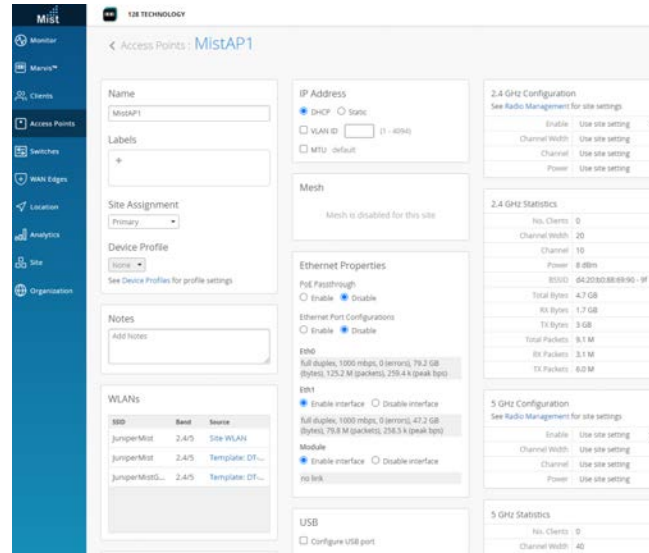 Mist
128 TECHNOLOGY
Monitor
Marvis™
Clients
Access Points
Switches
WAN Edges
Location
Analytics
Site
Organization
< Access Points : MistAP1
Name
MistAP1
Labels
+
Site Assignment
Primary
Device Profile
None
See Device Profiles for profile settings
Notes
Add Notes
WLANs
SSID Band Source
JuniperMist 2.4/5 Site WLAN
JuniperMist 2.4/5 Template: DT-...
JuniperMistG... 2.4/5 Template: DT-...
IP Address
DHCP Static
VLAN ID (1 - 4094)
MTU default
Mesh
Mesh is disabled for this site
Ethernet Properties
PoE Passthrough
Enable Disable
Ethernet Port Configurations
Enable Disable
Eth0
full duplex, 1000 mbps, 0 (errors), 79.2 GB
(bytes), 125.2 M (packets), 259.4 k (peak bps)
Eth1
Enable interface Disable interface
full duplex, 1000 mbps, 0 (errors), 47.2 GB
(bytes), 79.8 M (packets), 258.5 k (peak bps)
Module
Enable interface Disable interface
no link
USB
Configure USB port
2.4 GHz Configuration
See Radio Management for site settings
Enable Use site setting
Channel Width Use site setting
Channel Use site setting
Power Use site setting
2.4 GHz Statistics
No. Clients 0
Channel Width 20
Channel 10
Power 8 dBm
BSSID d4:20:b0:88:69:90 - 9f
Total Bytes 4.7 GB
RX Bytes 1.7 GB
TX Bytes 3 GB
Total Packets 9.1 M
RX Packets 3.1 M
TX Packets 6.0 M
5 GHz Configuration
See Radio Management for site settings
Enable Use site setting
Channel Width Use site setting
Channel Use site setting
Power Use site setting
5 GHz Statistics
No. Clients 0
Channel Width 40